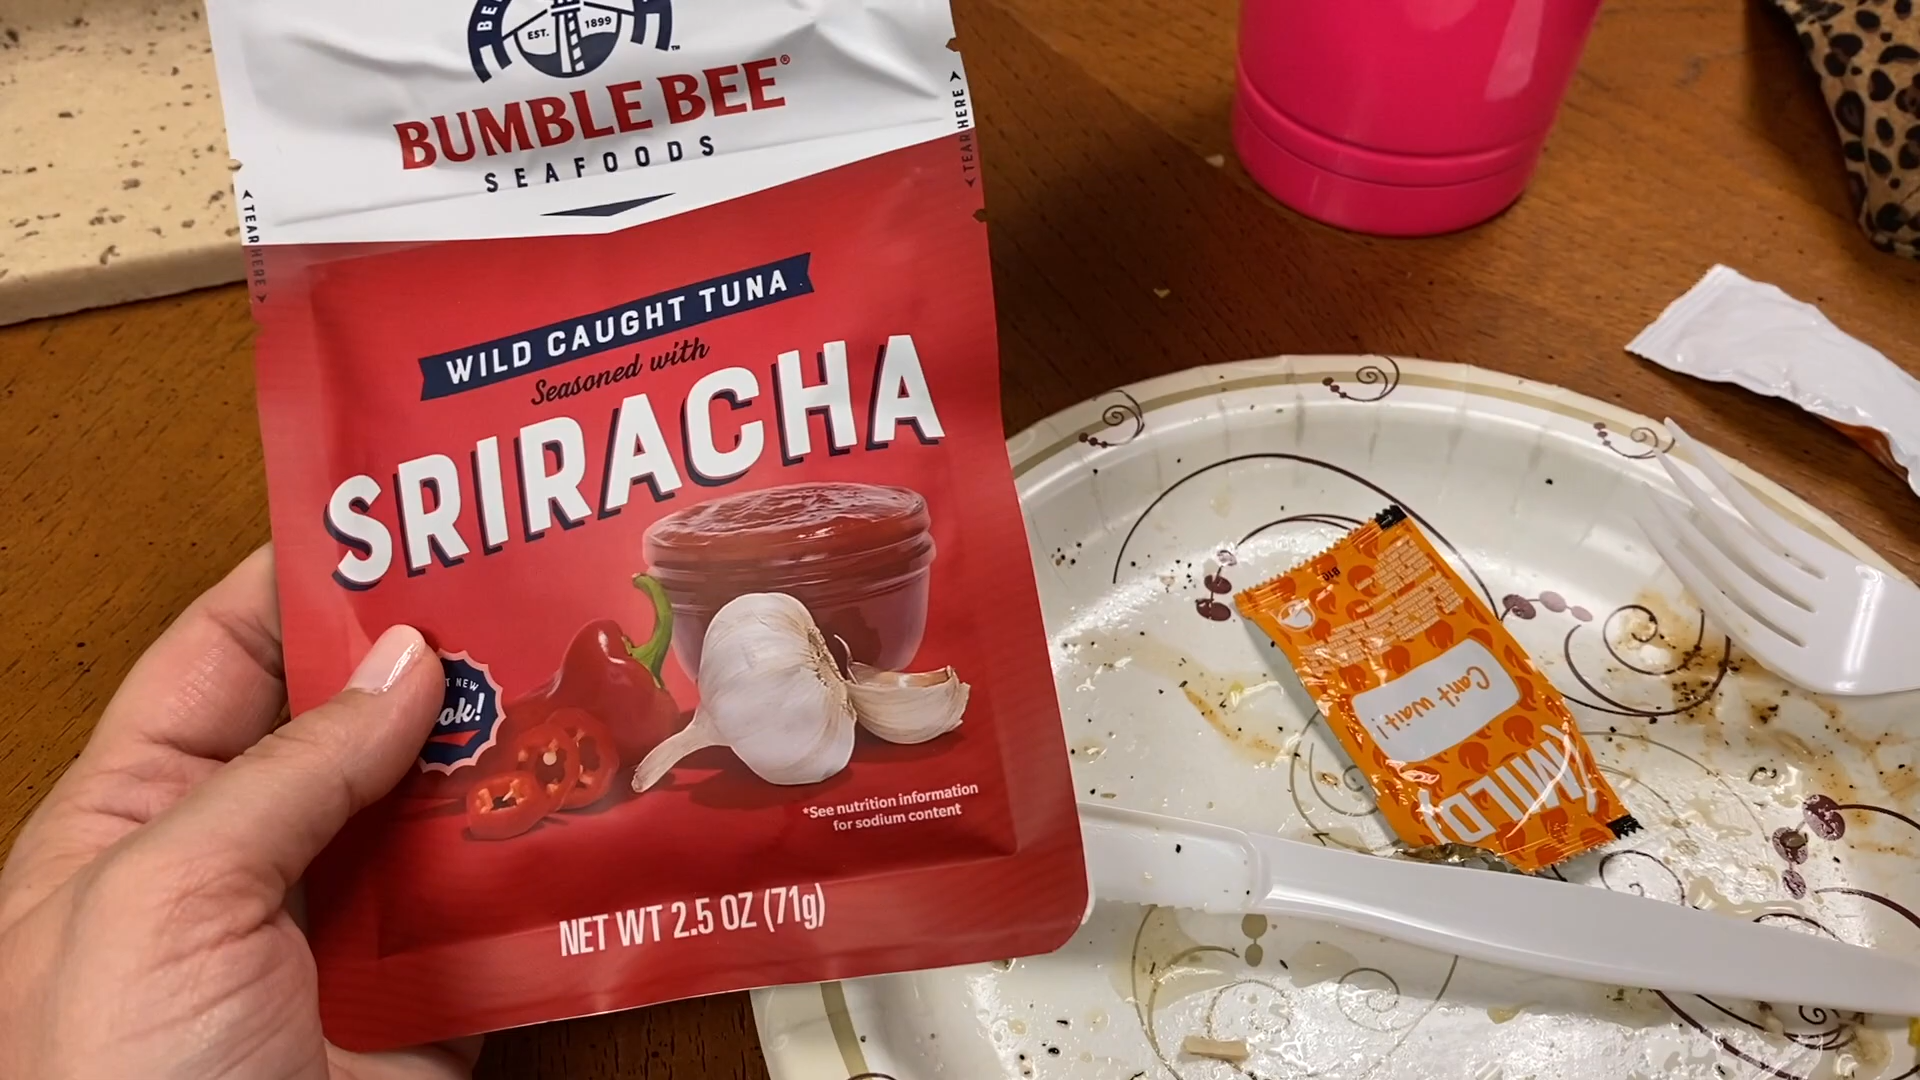 EST. 1899
BUMBLE BEE®
SEAFOODS
TEAR HERE
TEAR HERE
WILD CAUGHT TUNA
Seasoned with
SRIRACHA
NEW
*See nutrition information
for sodium content
NET WT 2.5 OZ (71g)
Can't wait!
(MILD)